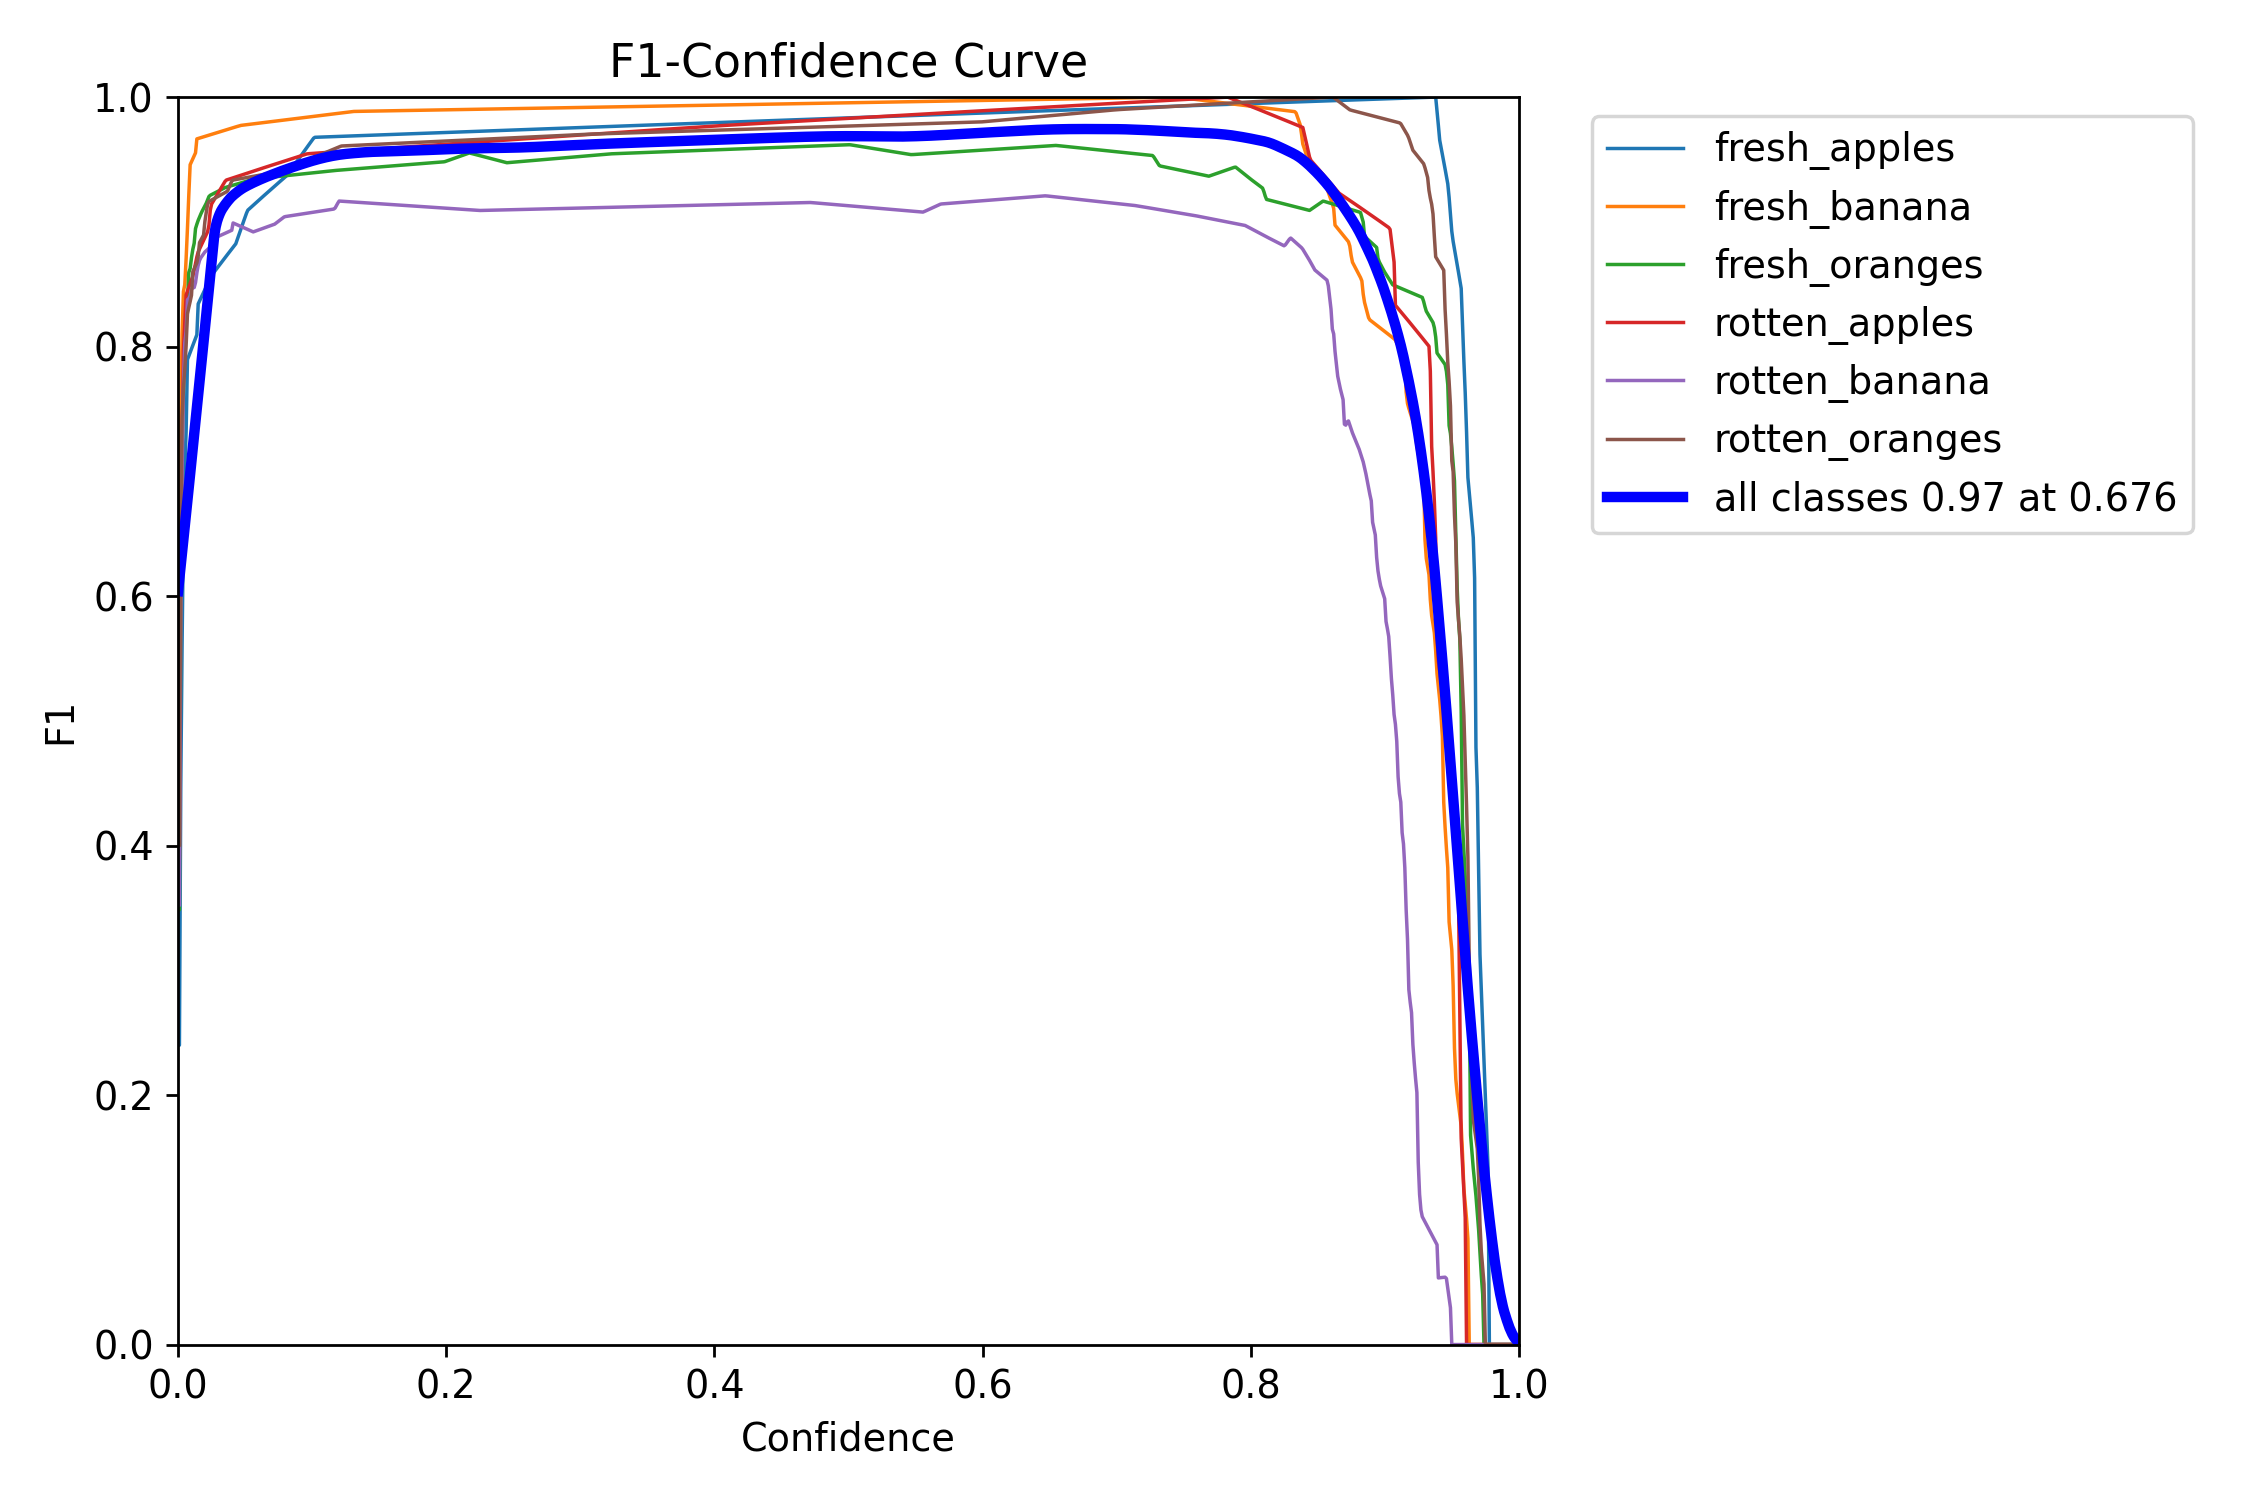 F1-Confidence Curve
1.0
0.8
0.6
0.4
0.2
0.0
F1
0.0 0.2 0.4 0.6 0.8 1.0
Confidence
fresh_apples
fresh_banana
fresh_oranges
rotten_apples
rotten_banana
rotten_oranges
all classes 0.97 at 0.676